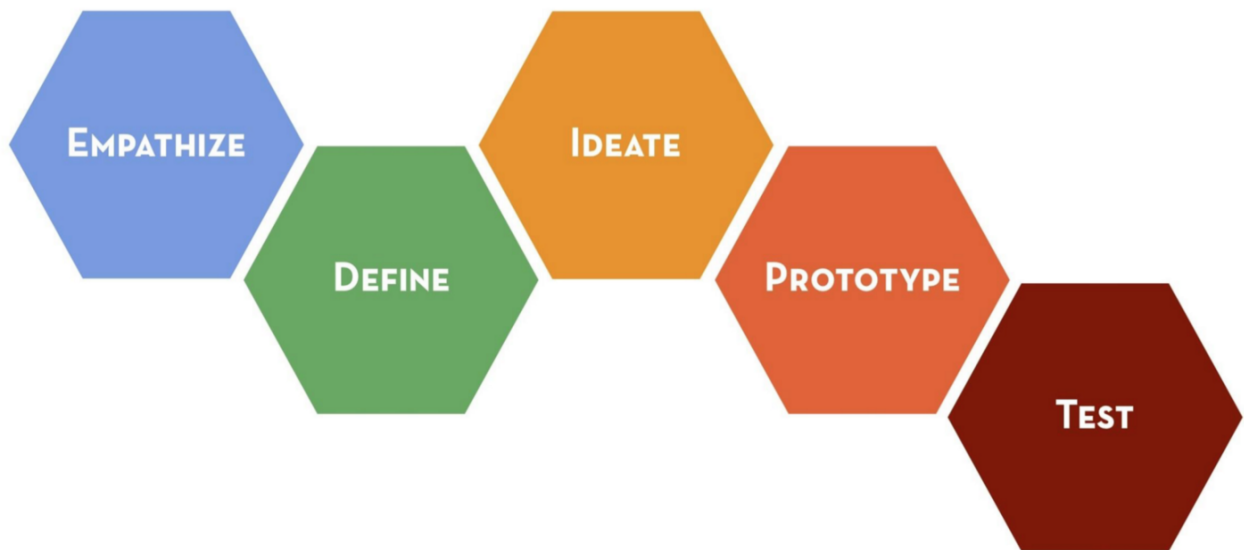 EMPATHIZE
DEFINE
IDEATE
PROTOTYPE
TEST